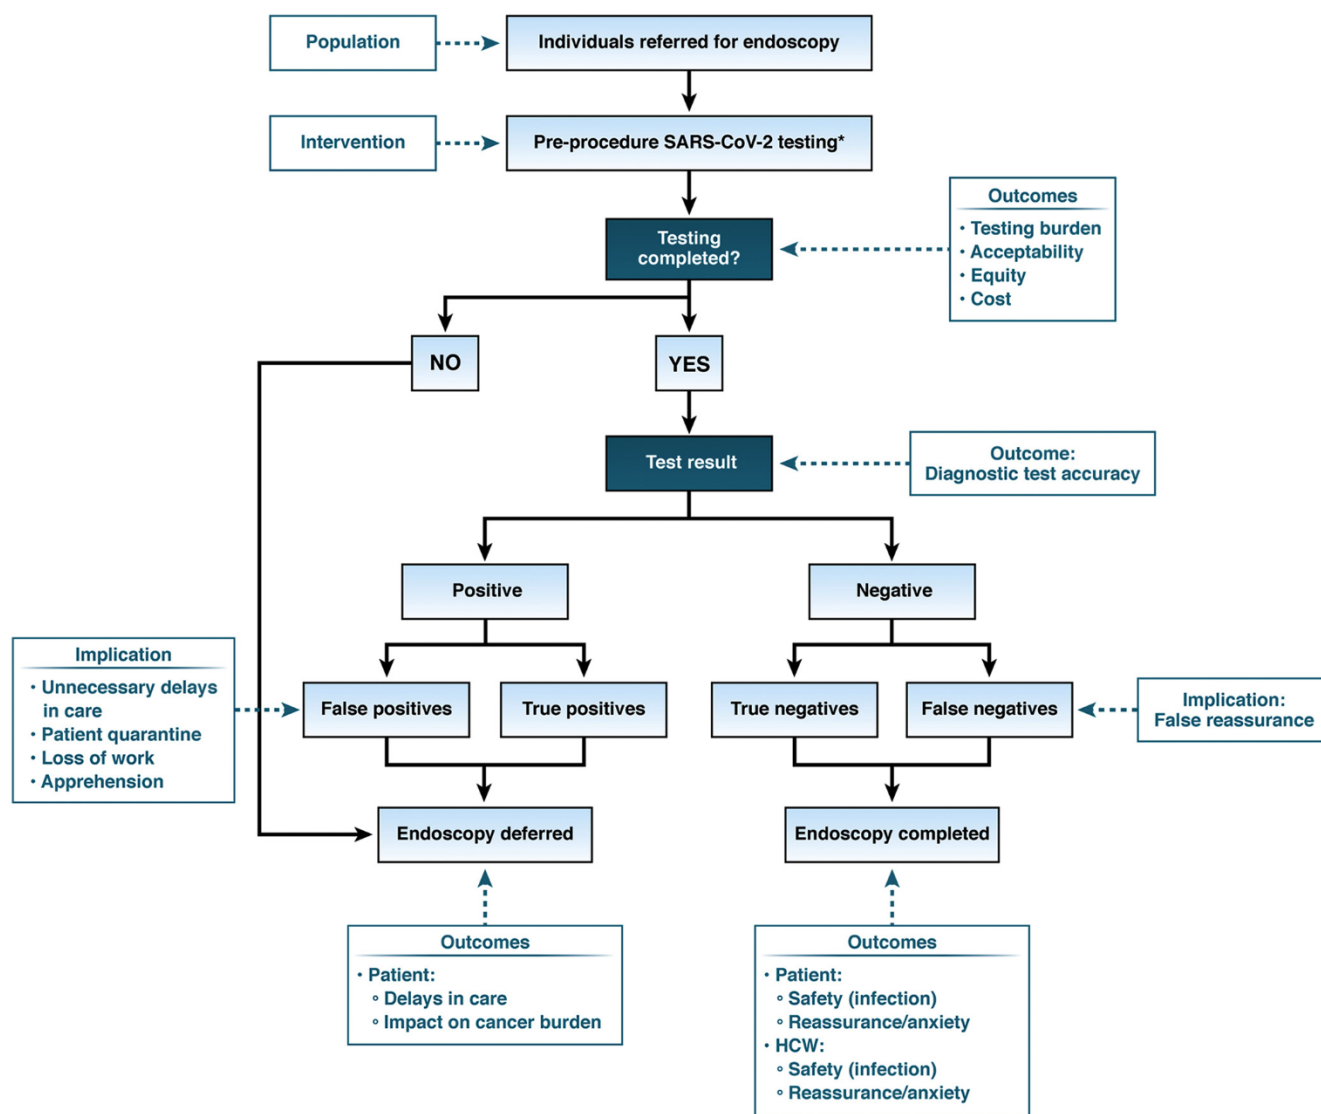 Population
Individuals referred for endoscopy
Intervention
Pre-procedure SARS-CoV-2 testing*
Testing
completed?
Outcomes
• Testing burden
• Acceptability
• Equity
• Cost
NO
YES
Test result
Outcome:
Diagnostic test accuracy
Positive
Negative
Implication
• Unnecessary delays
in care
• Patient quarantine
• Loss of work
• Apprehension
False positives
True positives
True negatives
False negatives
Implication:
False reassurance
Endoscopy deferred
Endoscopy completed
Outcomes
• Patient:
° Delays in care
° Impact on cancer burden
Outcomes
• Patient:
° Safety (infection)
° Reassurance/anxiety
• HCW:
° Safety (infection)
° Reassurance/anxiety